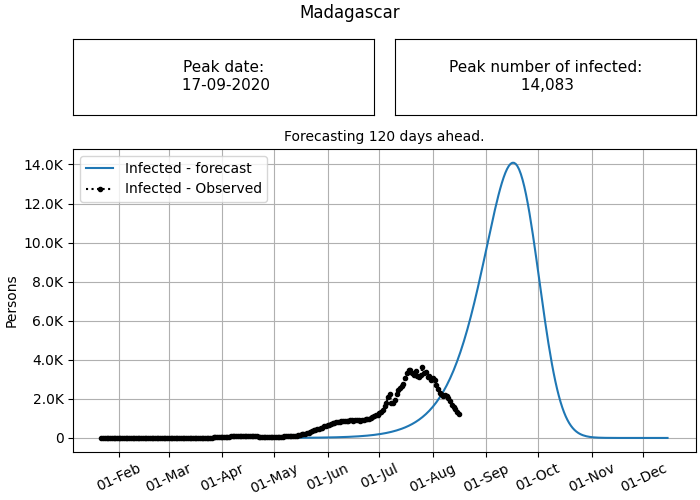 Madagascar
Peak date:
17-09-2020
Peak number of infected:
14,083
Forecasting 120 days ahead.
Infected - forecast
Infected - Observed
14.0K
12.0K
10.0K
8.0K
6.0K
4.0K
2.0K
0
Persons
01-Feb
01-Mar
01-Apr
01-May
01-Jun
01-Jul
01-Aug
01-Sep
01-Oct
01-Nov
01-Dec